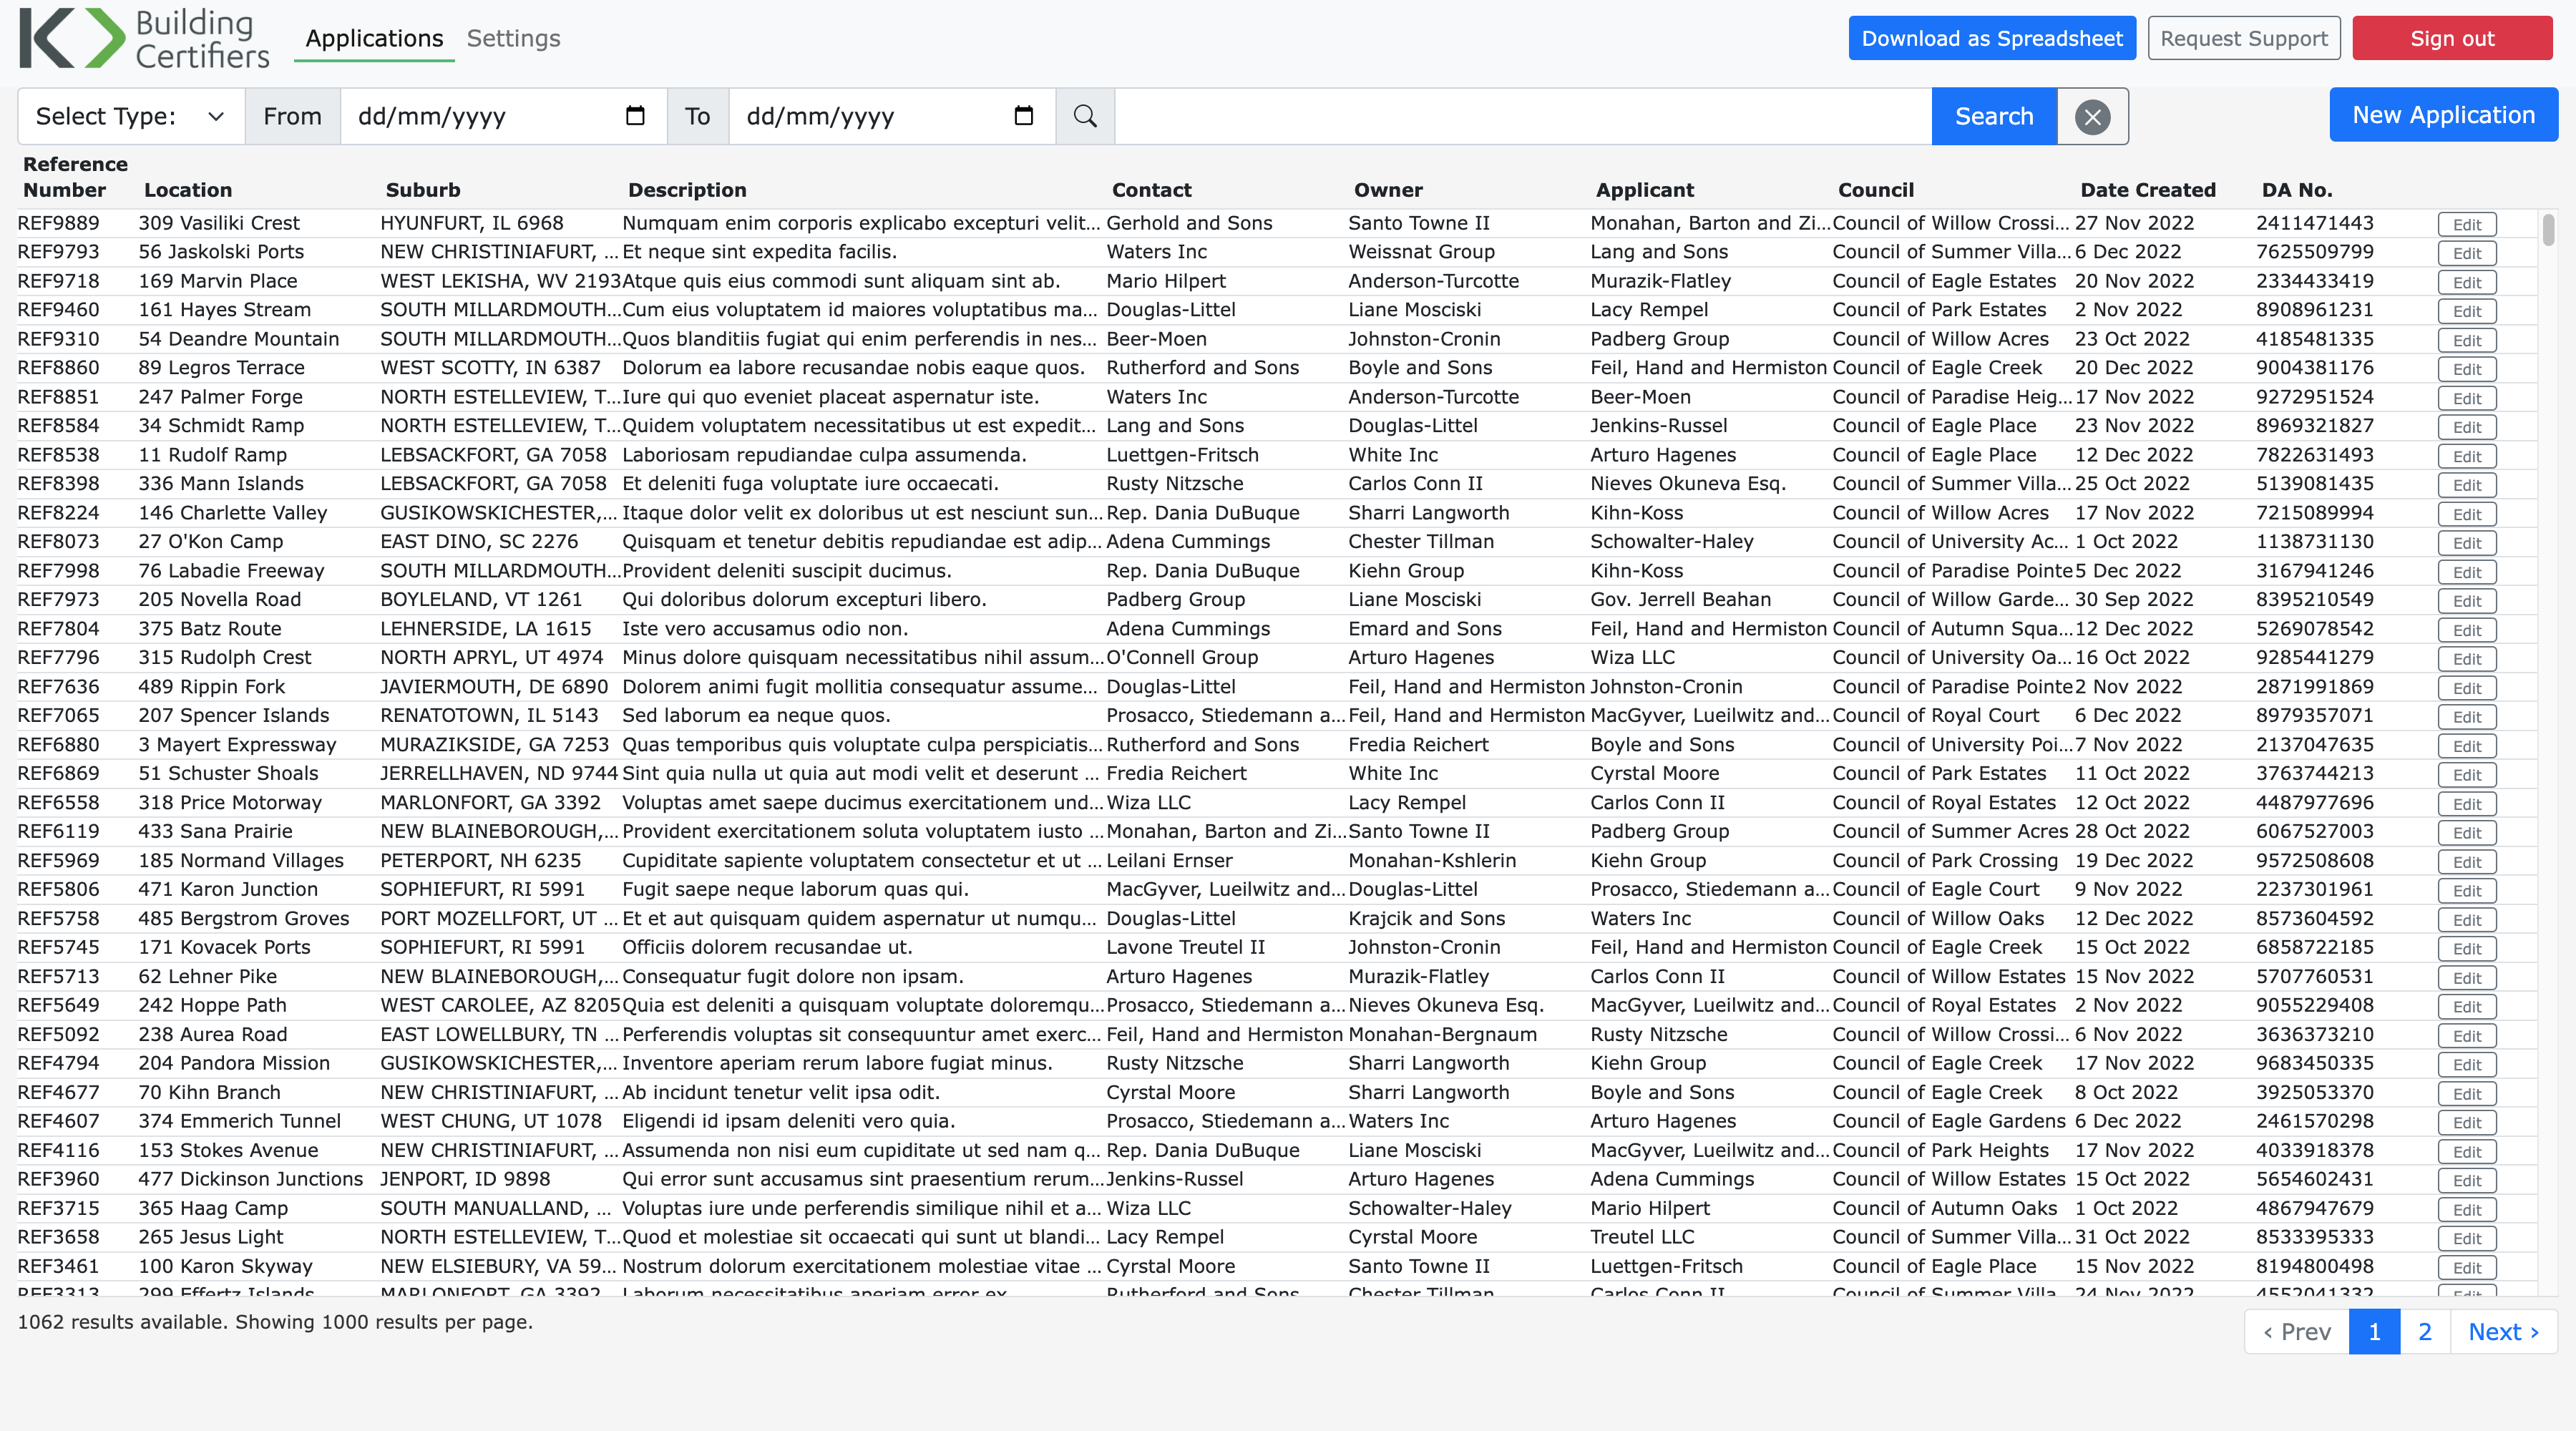 Building Certifiers Applications Settings Download as Spreadsheet Request Support Sign out
Select Type: From dd/mm/yyyy To dd/mm/yyyy Search New Application
Reference Number Location Suburb Description Contact Owner Applicant Council Date Created DA No.
REF9889 309 Vasiliki Crest HYUNFURT, IL 6968 Numquam enim corporis explicabo excepturi velit... Gerhold and Sons Santo Towne II Monahan, Barton and Zi... Council of Willow Crossi... 27 Nov 2022 2411471443 Edit
REF9793 56 Jaskolski Ports NEW CHRISTINIAFURT, ... Et neque sint expedita facilis. Waters Inc Weissnat Group Lang and Sons Council of Summer Villa... 6 Dec 2022 7625509799 Edit
REF9718 169 Marvin Place WEST LEKISHA, WV 2193 Atque quis eius commodi sunt aliquam sint ab. Mario Hilpert Anderson-Turcotte Murazik-Flatley Council of Eagle Estates 20 Nov 2022 2334433419 Edit
REF9460 161 Hayes Stream SOUTH MILLARDMOUTH... Cum eius voluptatem id maiores voluptatibus ma... Douglas-Littel Liane Mosciski Lacy Rempel Council of Park Estates 2 Nov 2022 8908961231 Edit
REF9310 54 Deandre Mountain SOUTH MILLARDMOUTH... Quos blanditiis fugiat qui enim perferendis in nes... Beer-Moen Johnston-Cronin Padberg Group Council of Willow Acres 23 Oct 2022 4185481335 Edit
REF8860 89 Legros Terrace WEST SCOTTY, IN 6387 Dolorum ea labore recusandae nobis eaque quos. Rutherford and Sons Boyle and Sons Feil, Hand and Hermiston Council of Eagle Creek 20 Dec 2022 9004381176 Edit
REF8851 247 Palmer Forge NORTH ESTELLEVIEW, T... Iure qui quo eveniet placeat aspernatur iste. Waters Inc Anderson-Turcotte Beer-Moen Council of Paradise Heig... 17 Nov 2022 9272951524 Edit
REF8584 34 Schmidt Ramp NORTH ESTELLEVIEW, T... Quidem voluptatem necessitatibus ut est expedit... Lang and Sons Douglas-Littel Jenkins-Russel Council of Eagle Place 23 Nov 2022 8969321827 Edit
REF8538 11 Rudolf Ramp LEBSACKFORT, GA 7058 Laboriosam repudiandae culpa assumenda. Luettgen-Fritsch White Inc Arturo Hagenes Council of Eagle Place 12 Dec 2022 7822631493 Edit
REF8398 336 Mann Islands LEBSACKFORT, GA 7058 Et deleniti fuga voluptate iure occaecati. Rusty Nitzsche Carlos Conn II Nieves Okuneva Esq. Council of Summer Villa... 25 Oct 2022 5139081435 Edit
REF8224 146 Charlette Valley GUSIKOWSKICHESTER,... Itaque dolor velit ex doloribus ut est nesciunt sun... Rep. Dania DuBuque Sharri Langworth Kihn-Koss Council of Willow Acres 17 Nov 2022 7215089994 Edit
REF8073 27 O'Kon Camp EAST DINO, SC 2276 Quisquam et tenetur debitis repudiandae est adip... Adena Cummings Chester Tillman Schowalter-Haley Council of University Ac... 1 Oct 2022 1138731130 Edit
REF7998 76 Labadie Freeway SOUTH MILLARDMOUTH... Provident deleniti suscipit ducimus. Rep. Dania DuBuque Kiehn Group Kihn-Koss Council of Paradise Pointe 5 Dec 2022 3167941246 Edit
REF7973 205 Novella Road BOYLELAND, VT 1261 Qui doloribus dolorum excepturi libero. Padberg Group Liane Mosciski Gov. Jerrell Beahan Council of Willow Garde... 30 Sep 2022 8395210549 Edit
REF7804 375 Batz Route LEHNERSIDE, LA 1615 Iste vero accusamus odio non. Adena Cummings Emard and Sons Feil, Hand and Hermiston Council of Autumn Squa... 12 Dec 2022 5269078542 Edit
REF7796 315 Rudolph Crest NORTH APRYL, UT 4974 Minus dolore quisquam necessitatibus nihil assum... O'Connell Group Arturo Hagenes Wiza LLC Council of University Oa... 16 Oct 2022 9285441279 Edit
REF7636 489 Rippin Fork JAVIERMOUTH, DE 6890 Dolorem animi fugit mollitia consequatur assume... Douglas-Littel Feil, Hand and Hermiston Johnston-Cronin Council of Paradise Pointe 2 Nov 2022 2871991869 Edit
REF7065 207 Spencer Islands RENATOTOWN, IL 5143 Sed laborum ea neque quos. Prosacco, Stiedemann a... Feil, Hand and Hermiston MacGyver, Lueilwitz and... Council of Royal Court 6 Dec 2022 8979357071 Edit
REF6880 3 Mayert Expressway MURAZIKSIDE, GA 7253 Quas temporibus quis voluptate culpa perspiciatis... Rutherford and Sons Fredia Reichert Boyle and Sons Council of University Poi... 7 Nov 2022 2137047635 Edit
REF6869 51 Schuster Shoals JERRELLHAVEN, ND 9744 Sint quia nulla ut quia aut modi velit et deserunt ... Fredia Reichert White Inc Cyrstal Moore Council of Park Estates 11 Oct 2022 3763744213 Edit
REF6558 318 Price Motorway MARLONFORT, GA 3392 Voluptas amet saepe ducimus exercitationem und... Wiza LLC Lacy Rempel Carlos Conn II Council of Royal Estates 12 Oct 2022 4487977696 Edit
REF6119 433 Sana Prairie NEW BLAINEBOROUGH,... Provident exercitationem soluta voluptatem iusto ... Monahan, Barton and Zi... Santo Towne II Padberg Group Council of Summer Acres 28 Oct 2022 6067527003 Edit
REF5969 185 Normand Villages PETERPORT, NH 6235 Cupiditate sapiente voluptatem consectetur et ut ... Leilani Ernser Monahan-Kshlerin Kiehn Group Council of Park Crossing 19 Dec 2022 9572508608 Edit
REF5806 471 Karon Junction SOPHIEFURT, RI 5991 Fugit saepe neque laborum quas qui. MacGyver, Lueilwitz and... Douglas-Littel Prosacco, Stiedemann a... Council of Eagle Court 9 Nov 2022 2237301961 Edit
REF5758 485 Bergstrom Groves PORT MOZELLFORT, UT ... Et et aut quisquam quidem aspernatur ut numqu... Douglas-Littel Krajcik and Sons Waters Inc Council of Willow Oaks 12 Dec 2022 8573604592 Edit
REF5745 171 Kovacek Ports SOPHIEFURT, RI 5991 Officiis dolorem recusandae ut. Lavone Treutel II Johnston-Cronin Feil, Hand and Hermiston Council of Eagle Creek 15 Oct 2022 6858722185 Edit
REF5713 62 Lehner Pike NEW BLAINEBOROUGH,... Consequatur fugit dolore non ipsam. Arturo Hagenes Murazik-Flatley Carlos Conn II Council of Willow Estates 15 Nov 2022 5707760531 Edit
REF5649 242 Hoppe Path WEST CAROLEE, AZ 8205 Quia est deleniti a quisquam voluptate doloremqu... Prosacco, Stiedemann a... Nieves Okuneva Esq. MacGyver, Lueilwitz and... Council of Royal Estates 2 Nov 2022 9055229408 Edit
REF5092 238 Aurea Road EAST LOWELLBURY, TN ... Perferendis voluptas sit consequuntur amet exerc... Feil, Hand and Hermiston Monahan-Bergnaum Rusty Nitzsche Council of Willow Crossi... 6 Nov 2022 3636373210 Edit
REF4794 204 Pandora Mission GUSIKOWSKICHESTER,... Inventore aperiam rerum labore fugiat minus. Rusty Nitzsche Sharri Langworth Kiehn Group Council of Eagle Creek 17 Nov 2022 9683450335 Edit
REF4677 70 Kihn Branch NEW CHRISTINIAFURT, ... Ab incidunt tenetur velit ipsa odit. Cyrstal Moore Sharri Langworth Boyle and Sons Council of Eagle Creek 8 Oct 2022 3925053370 Edit
REF4607 374 Emmerich Tunnel WEST CHUNG, UT 1078 Eligendi id ipsam deleniti vero quia. Prosacco, Stiedemann a... Waters Inc Arturo Hagenes Council of Eagle Gardens 6 Dec 2022 2461570298 Edit
REF4116 153 Stokes Avenue NEW CHRISTINIAFURT, ... Assumenda non nisi eum cupiditate ut sed nam q... Rep. Dania DuBuque Liane Mosciski MacGyver, Lueilwitz and... Council of Park Heights 17 Nov 2022 4033918378 Edit
REF3960 477 Dickinson Junctions JENPORT, ID 9898 Qui error sunt accusamus sint praesentium rerum... Jenkins-Russel Arturo Hagenes Adena Cummings Council of Willow Estates 15 Oct 2022 5654602431 Edit
REF3715 365 Haag Camp SOUTH MANUALLAND, ... Voluptas iure unde perferendis similique nihil et a... Wiza LLC Schowalter-Haley Mario Hilpert Council of Autumn Oaks 1 Oct 2022 4867947679 Edit
REF3658 265 Jesus Light NORTH ESTELLEVIEW, T... Quod et molestiae sit occaecati qui sunt ut blandi... Lacy Rempel Cyrstal Moore Treutel LLC Council of Summer Villa... 31 Oct 2022 8533395333 Edit
REF3461 100 Karon Skyway NEW ELSIEBURY, VA 59... Nostrum dolorum exercitationem molestiae vitae ... Cyrstal Moore Santo Towne II Luettgen-Fritsch Council of Eagle Place 15 Nov 2022 8194800498 Edit
REF3313 299 Effertz Islands MARLONFORT, GA 3392 Laborum necessitatibus aperiam error ex. Rutherford and Sons Chester Tillman Carlos Conn II Council of Summer Villa... 24 Nov 2022 4552041332 Edit
1062 results available. Showing 1000 results per page. ‹ Prev 1 2 Next ›